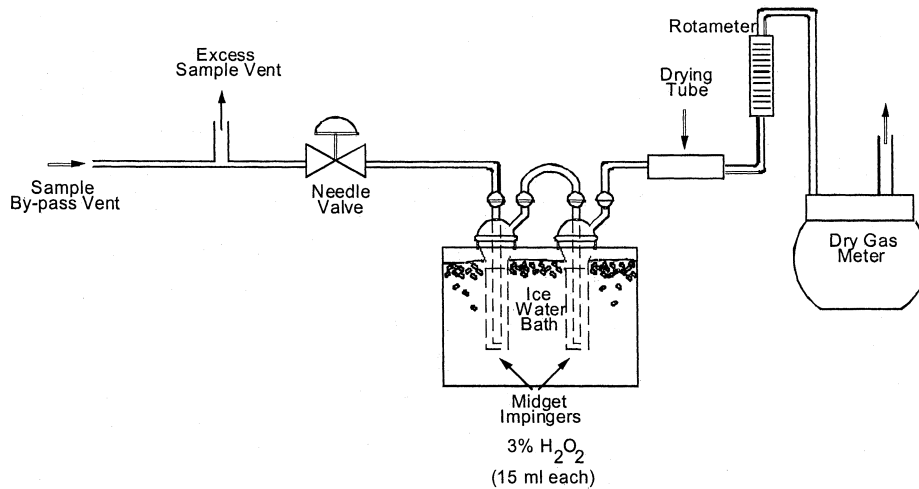 Rotameter
Excess
Sample Vent
Drying
Tube
Sample
By-pass Vent
Needle
Valve
Dry Gas
Meter
Ice
Water
Bath
Midget
Impingers
3% H₂O₂
(15 ml each)